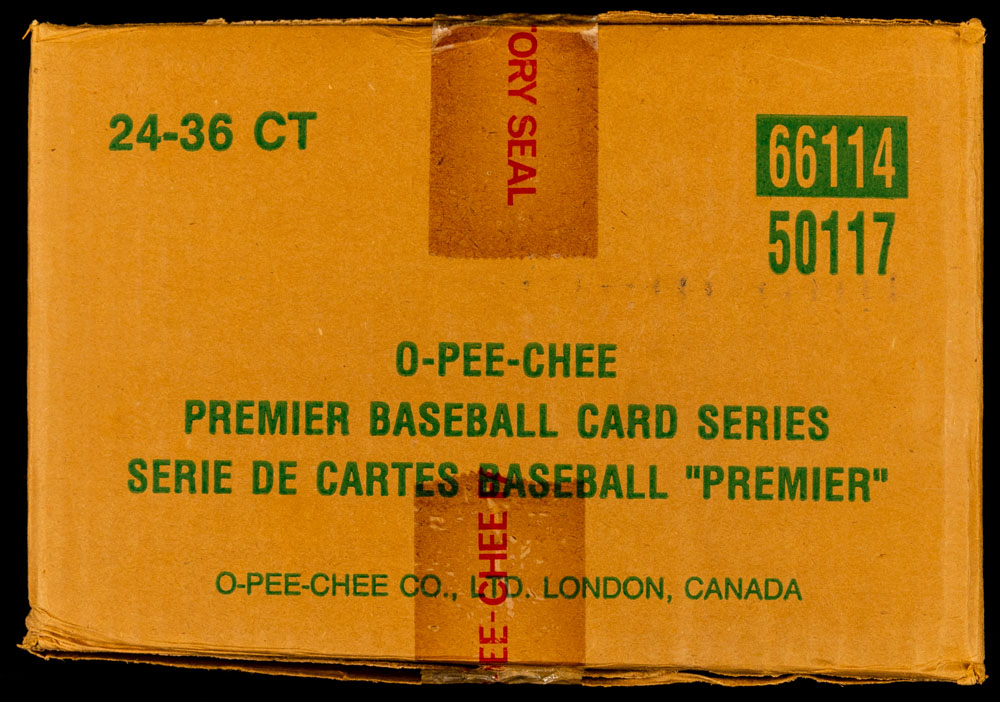 TORY SEAL
24-36 CT
66114
50117
O-PEE-CHEE
PREMIER BASEBALL CARD SERIES
SERIE DE CARTES BASEBALL "PREMIER"
EE-CHEE
O-PEE-CHEE CO., LTD. LONDON, CANADA